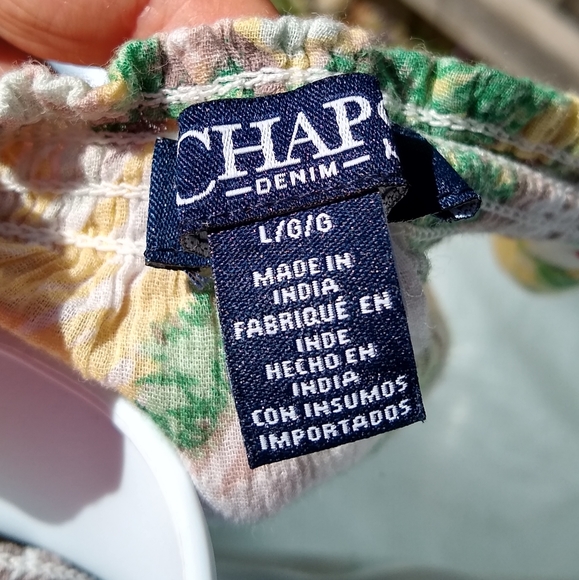 CHAPS
—DENIM—
L/G/G
MADE IN
INDIA
FABRIQUÉ EN
INDE
HECHO EN
INDIA
CON INSUMOS
IMPORTADOS